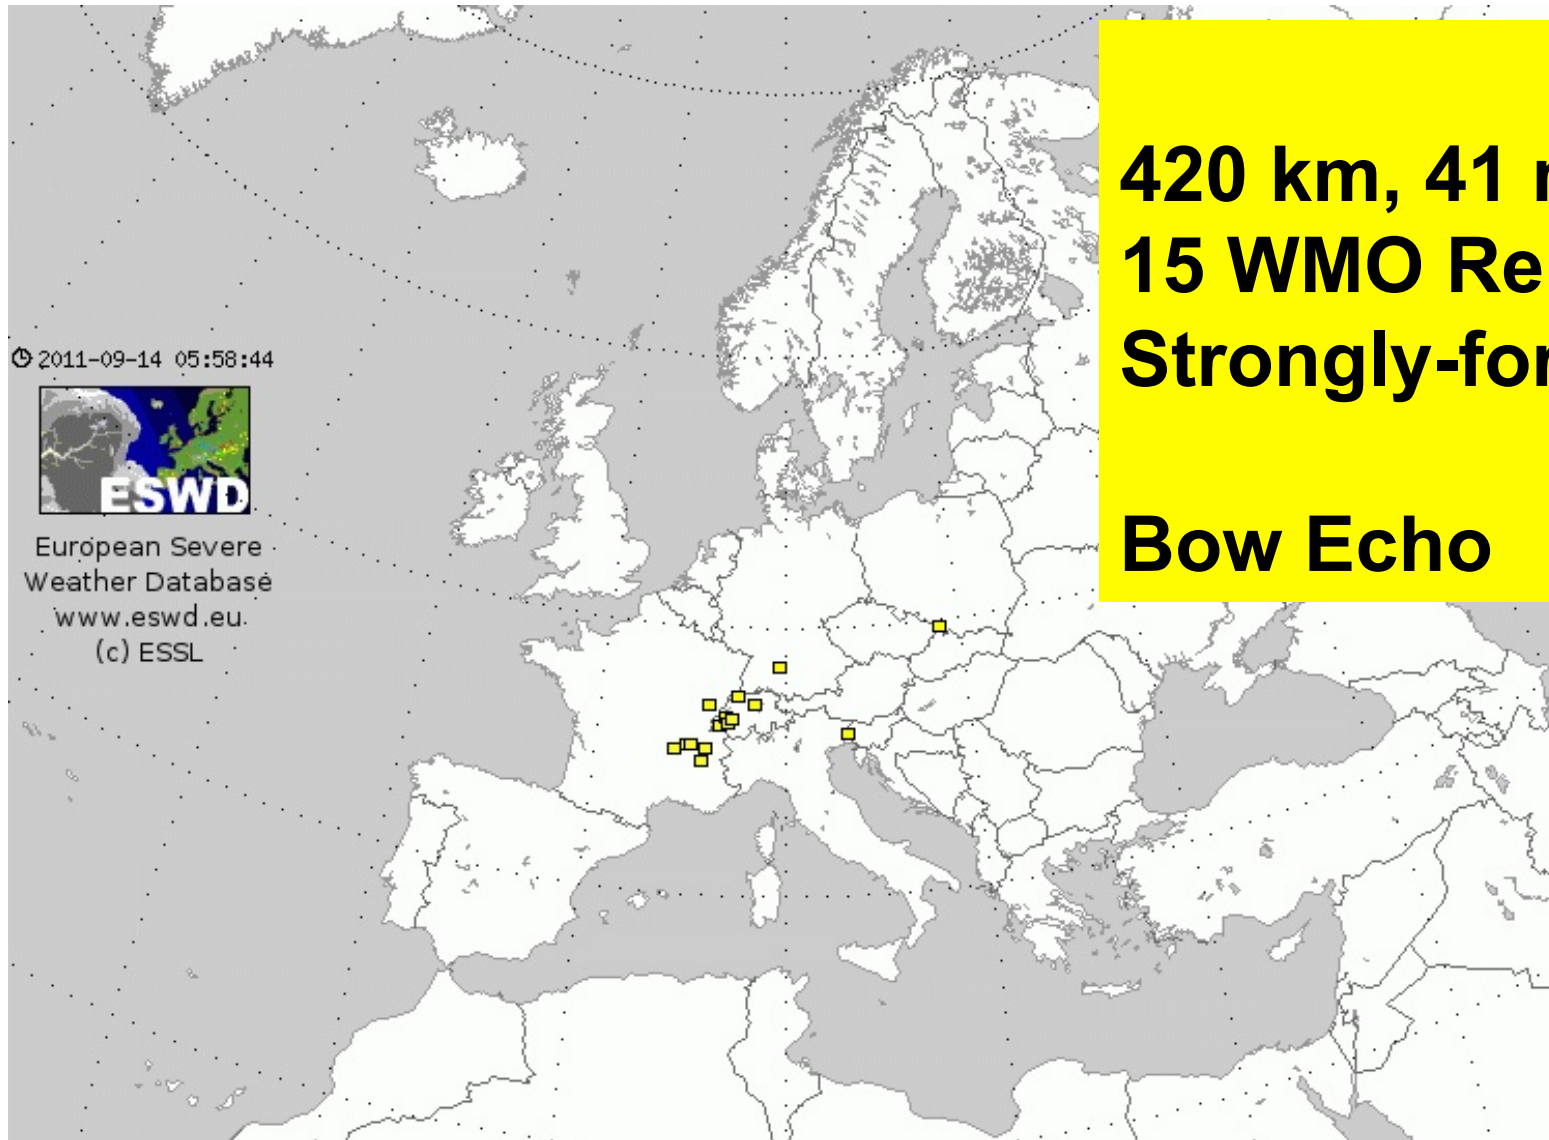 420 km, 41
15 WMO Re
Strongly-for
Bow Echo
2011-09-14 05:58:44
ESWD
European Severe
Weather Database
www.eswd.eu
(c) ESSL